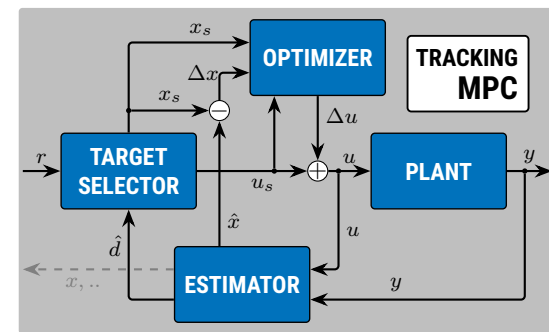 x_s
OPTIMIZER
TRACKING
MPC
Δx
x_s
Δu
r
TARGET
SELECTOR
u_s
u
PLANT
y
d̂
x̂
u
x, ..
ESTIMATOR
y